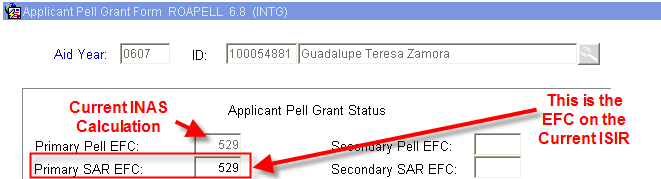 Applicant Pell Grant Form ROAPELL 6.8 (INTG)
Aid Year: 0607 ID: 100054881 Guadalupe Teresa Zamora
Current INAS
Calculation
Applicant Pell Grant Status
This is the
EFC on the
Current ISIR
Primary Pell EFC: 529 Secondary Pell EFC:
Primary SAR EFC: 529 Secondary SAR EFC: